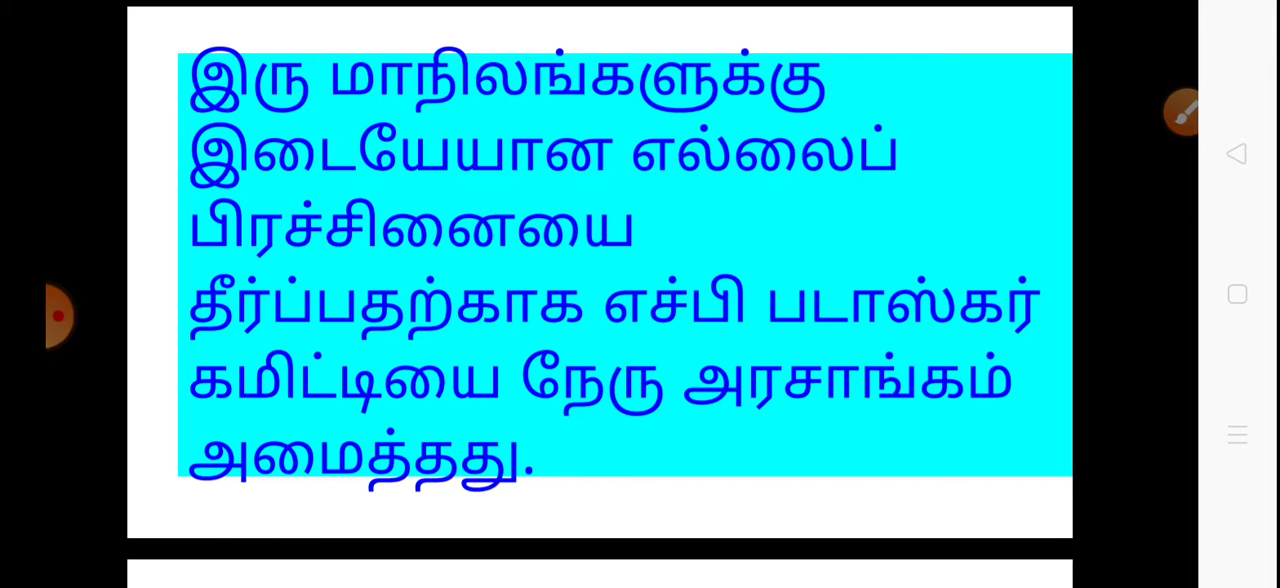 இரு மாநிலங்களுக்கு
இடையேயான எல்லைப்
பிரச்சினையை
தீர்ப்பதற்காக எச்பி படாஸ்கர்
கமிட்டியை நேரு அரசாங்கம்
அமைத்தது.